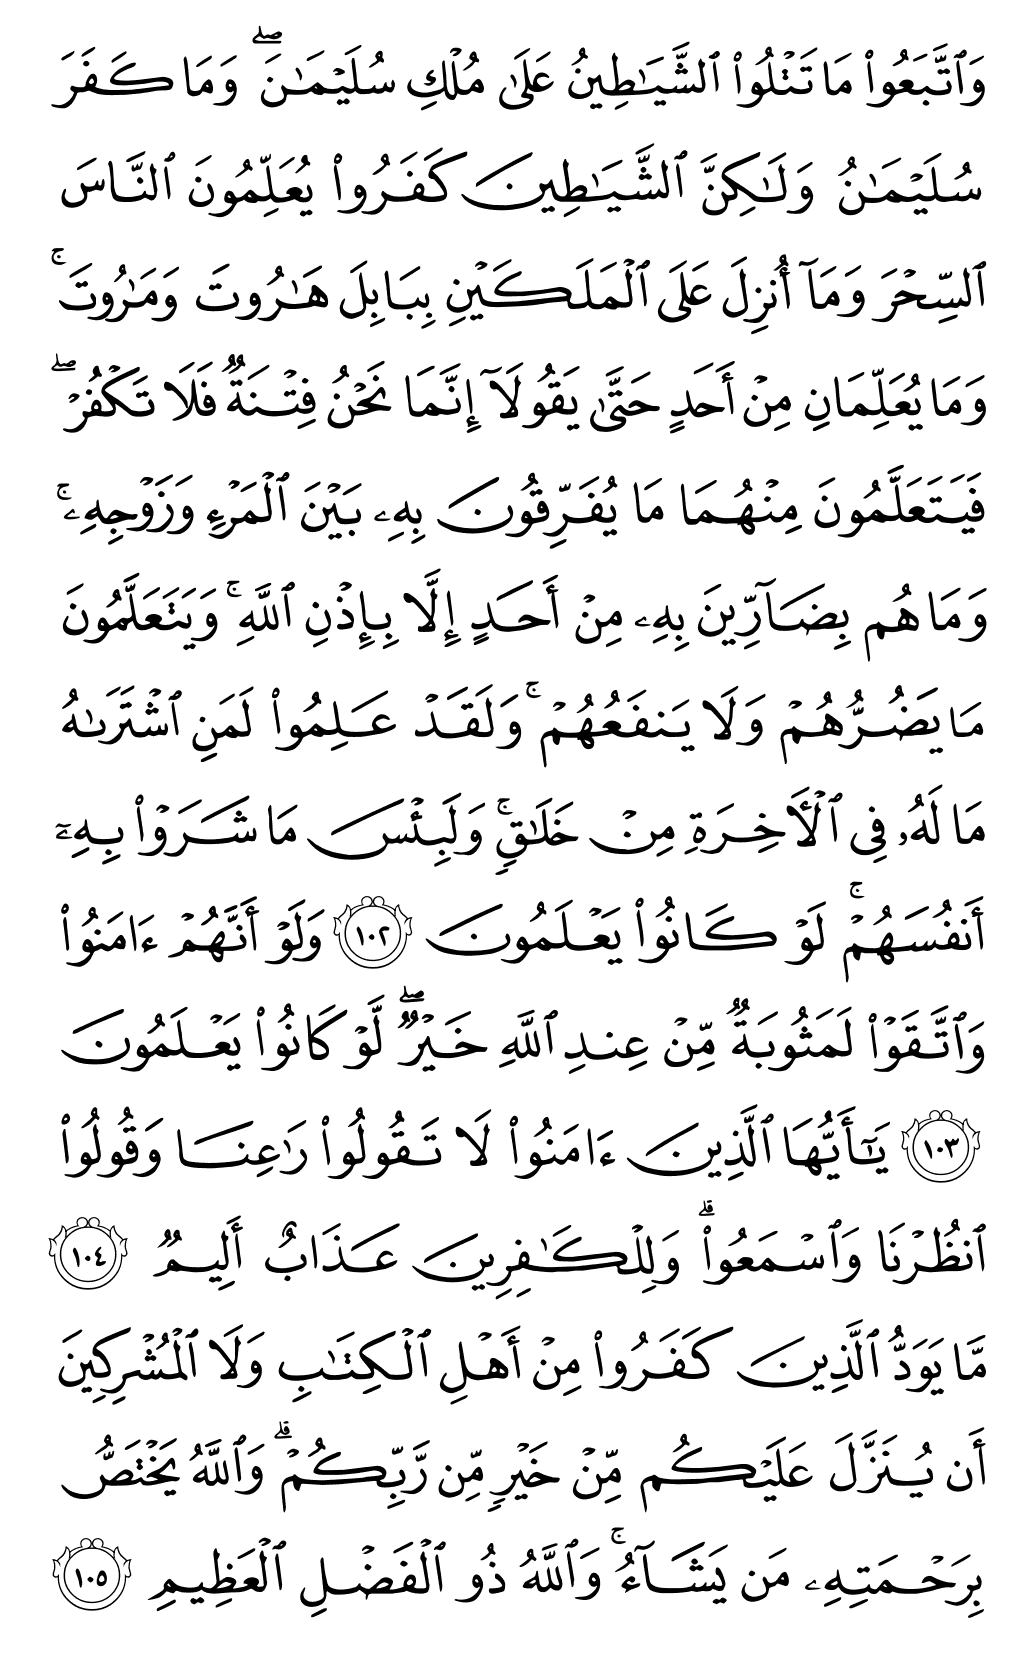 وَٱتَّبَعُوا۟ مَا تَتْلُوا۟ ٱلشَّيَـٰطِينُ عَلَىٰ مُلْكِ سُلَيْمَـٰنَ ۖ وَمَا كَفَرَ
سُلَيْمَـٰنُ وَلَـٰكِنَّ ٱلشَّيَـٰطِينَ كَفَرُوا۟ يُعَلِّمُونَ ٱلنَّاسَ
ٱلسِّحْرَ وَمَآ أُنزِلَ عَلَى ٱلْمَلَكَيْنِ بِبَابِلَ هَـٰرُوتَ وَمَـٰرُوتَ ۚ
وَمَا يُعَلِّمَانِ مِنْ أَحَدٍ حَتَّىٰ يَقُولَآ إِنَّمَا نَحْنُ فِتْنَةٌ فَلَا تَكْفُرْ ۖ
فَيَتَعَلَّمُونَ مِنْهُمَا مَا يُفَرِّقُونَ بِهِۦ بَيْنَ ٱلْمَرْءِ وَزَوْجِهِۦ ۚ
وَمَا هُم بِضَآرِّينَ بِهِۦ مِنْ أَحَدٍ إِلَّا بِإِذْنِ ٱللَّهِ ۚ وَيَتَعَلَّمُونَ
مَا يَضُرُّهُمْ وَلَا يَنفَعُهُمْ ۚ وَلَقَدْ عَلِمُوا۟ لَمَنِ ٱشْتَرَىٰهُ
مَا لَهُۥ فِى ٱلْـَٔاخِرَةِ مِنْ خَلَـٰقٍ ۚ وَلَبِئْسَ مَا شَرَوْا۟ بِهِۦٓ
أَنفُسَهُمْ ۚ لَوْ كَانُوا۟ يَعْلَمُونَ ١٠٢ وَلَوْ أَنَّهُمْ ءَامَنُوا۟
وَٱتَّقَوْا۟ لَمَثُوبَةٌ مِّنْ عِندِ ٱللَّهِ خَيْرٌ ۖ لَّوْ كَانُوا۟ يَعْلَمُونَ
١٠٣ يَـٰٓأَيُّهَا ٱلَّذِينَ ءَامَنُوا۟ لَا تَقُولُوا۟ رَٰعِنَا وَقُولُوا۟
ٱنظُرْنَا وَٱسْمَعُوا۟ ۗ وَلِلْكَـٰفِرِينَ عَذَابٌ أَلِيمٌ ١٠٤
مَّا يَوَدُّ ٱلَّذِينَ كَفَرُوا۟ مِنْ أَهْلِ ٱلْكِتَـٰبِ وَلَا ٱلْمُشْرِكِينَ
أَن يُنَزَّلَ عَلَيْكُم مِّنْ خَيْرٍ مِّن رَّبِّكُمْ ۗ وَٱللَّهُ يَخْتَصُّ
بِرَحْمَتِهِۦ مَن يَشَآءُ ۚ وَٱللَّهُ ذُو ٱلْفَضْلِ ٱلْعَظِيمِ ١٠٥